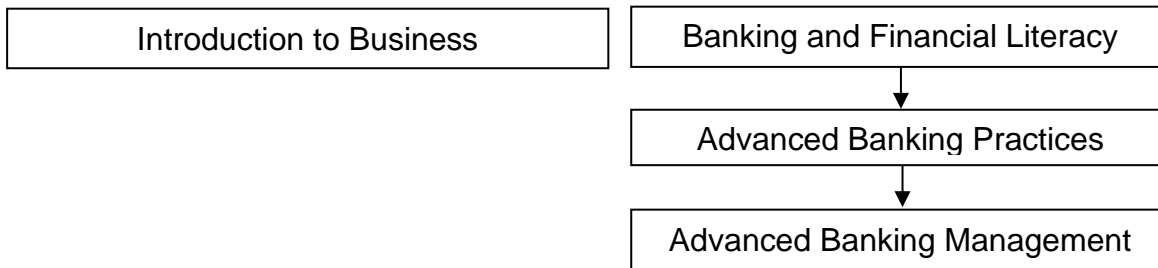 Introduction to Business
Banking and Financial Literacy
Advanced Banking Practices
Advanced Banking Management